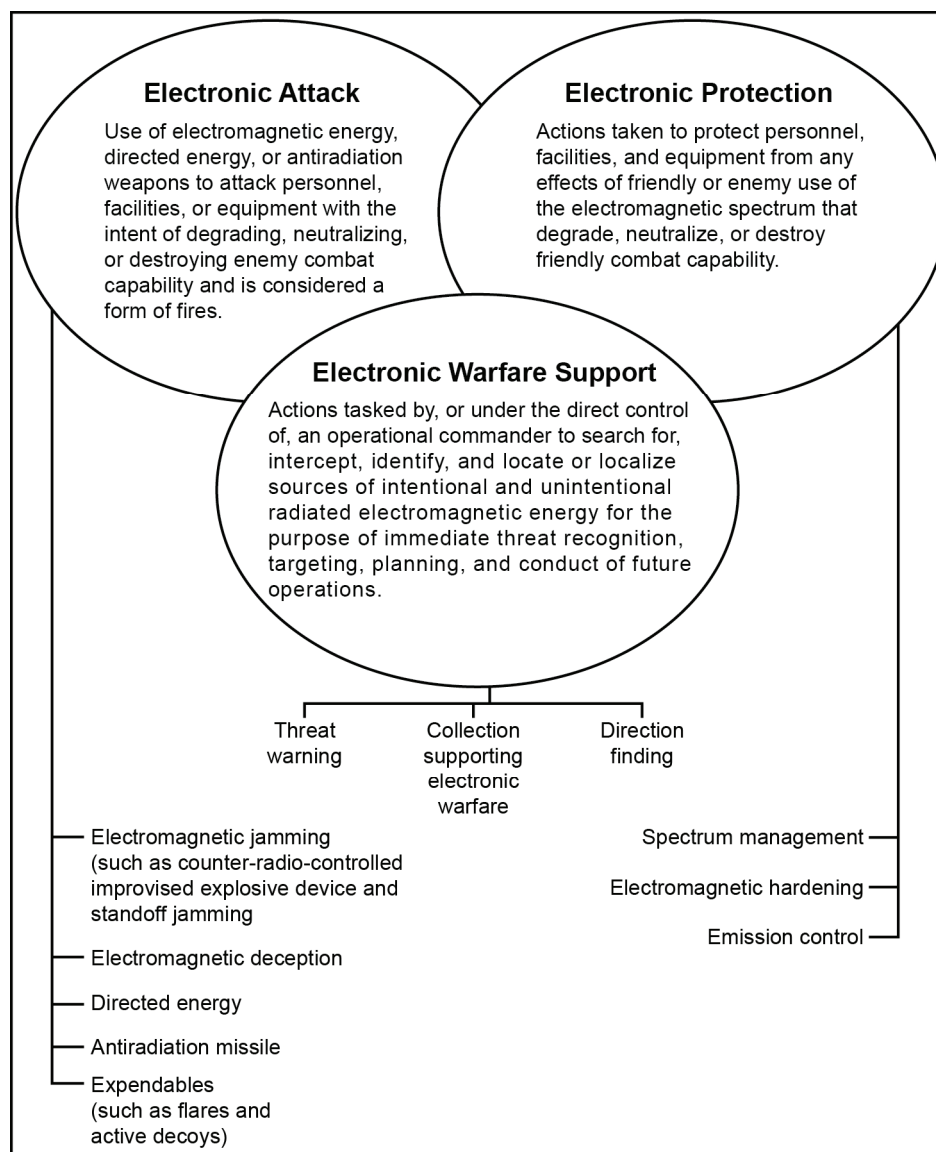 Electronic Attack
Use of electromagnetic energy,
directed energy, or antiradiation
weapons to attack personnel,
facilities, or equipment with the
intent of degrading, neutralizing,
or destroying enemy combat
capability and is considered a
form of fires.
Electronic Protection
Actions taken to protect personnel,
facilities, and equipment from any
effects of friendly or enemy use of
the electromagnetic spectrum that
degrade, neutralize, or destroy
friendly combat capability.
Electronic Warfare Support
Actions tasked by, or under the direct control
of, an operational commander to search for,
intercept, identify, and locate or localize
sources of intentional and unintentional
radiated electromagnetic energy for the
purpose of immediate threat recognition,
targeting, planning, and conduct of future
operations.
Threat
warning
Collection
supporting
electronic
warfare
Direction
finding
Electromagnetic jamming
(such as counter-radio-controlled
improvised explosive device and
standoff jamming
Electromagnetic deception
Directed energy
Antiradiation missile
Expendables
(such as flares and
active decoys)
Spectrum management
Electromagnetic hardening
Emission control